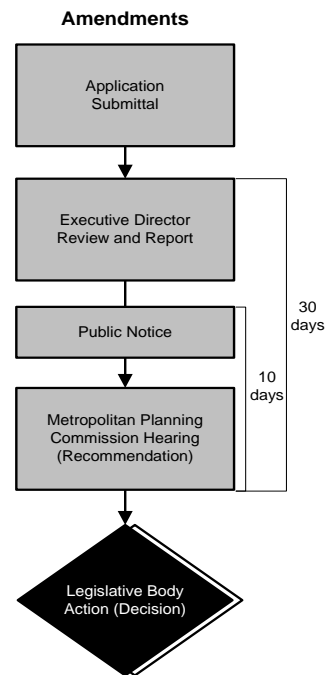 Amendments
Application
Submittal
Executive Director
Review and Report
Public Notice
30
days
10
days
Metropolitan Planning
Commission Hearing
(Recommendation)
Legislative Body
Action (Decision)